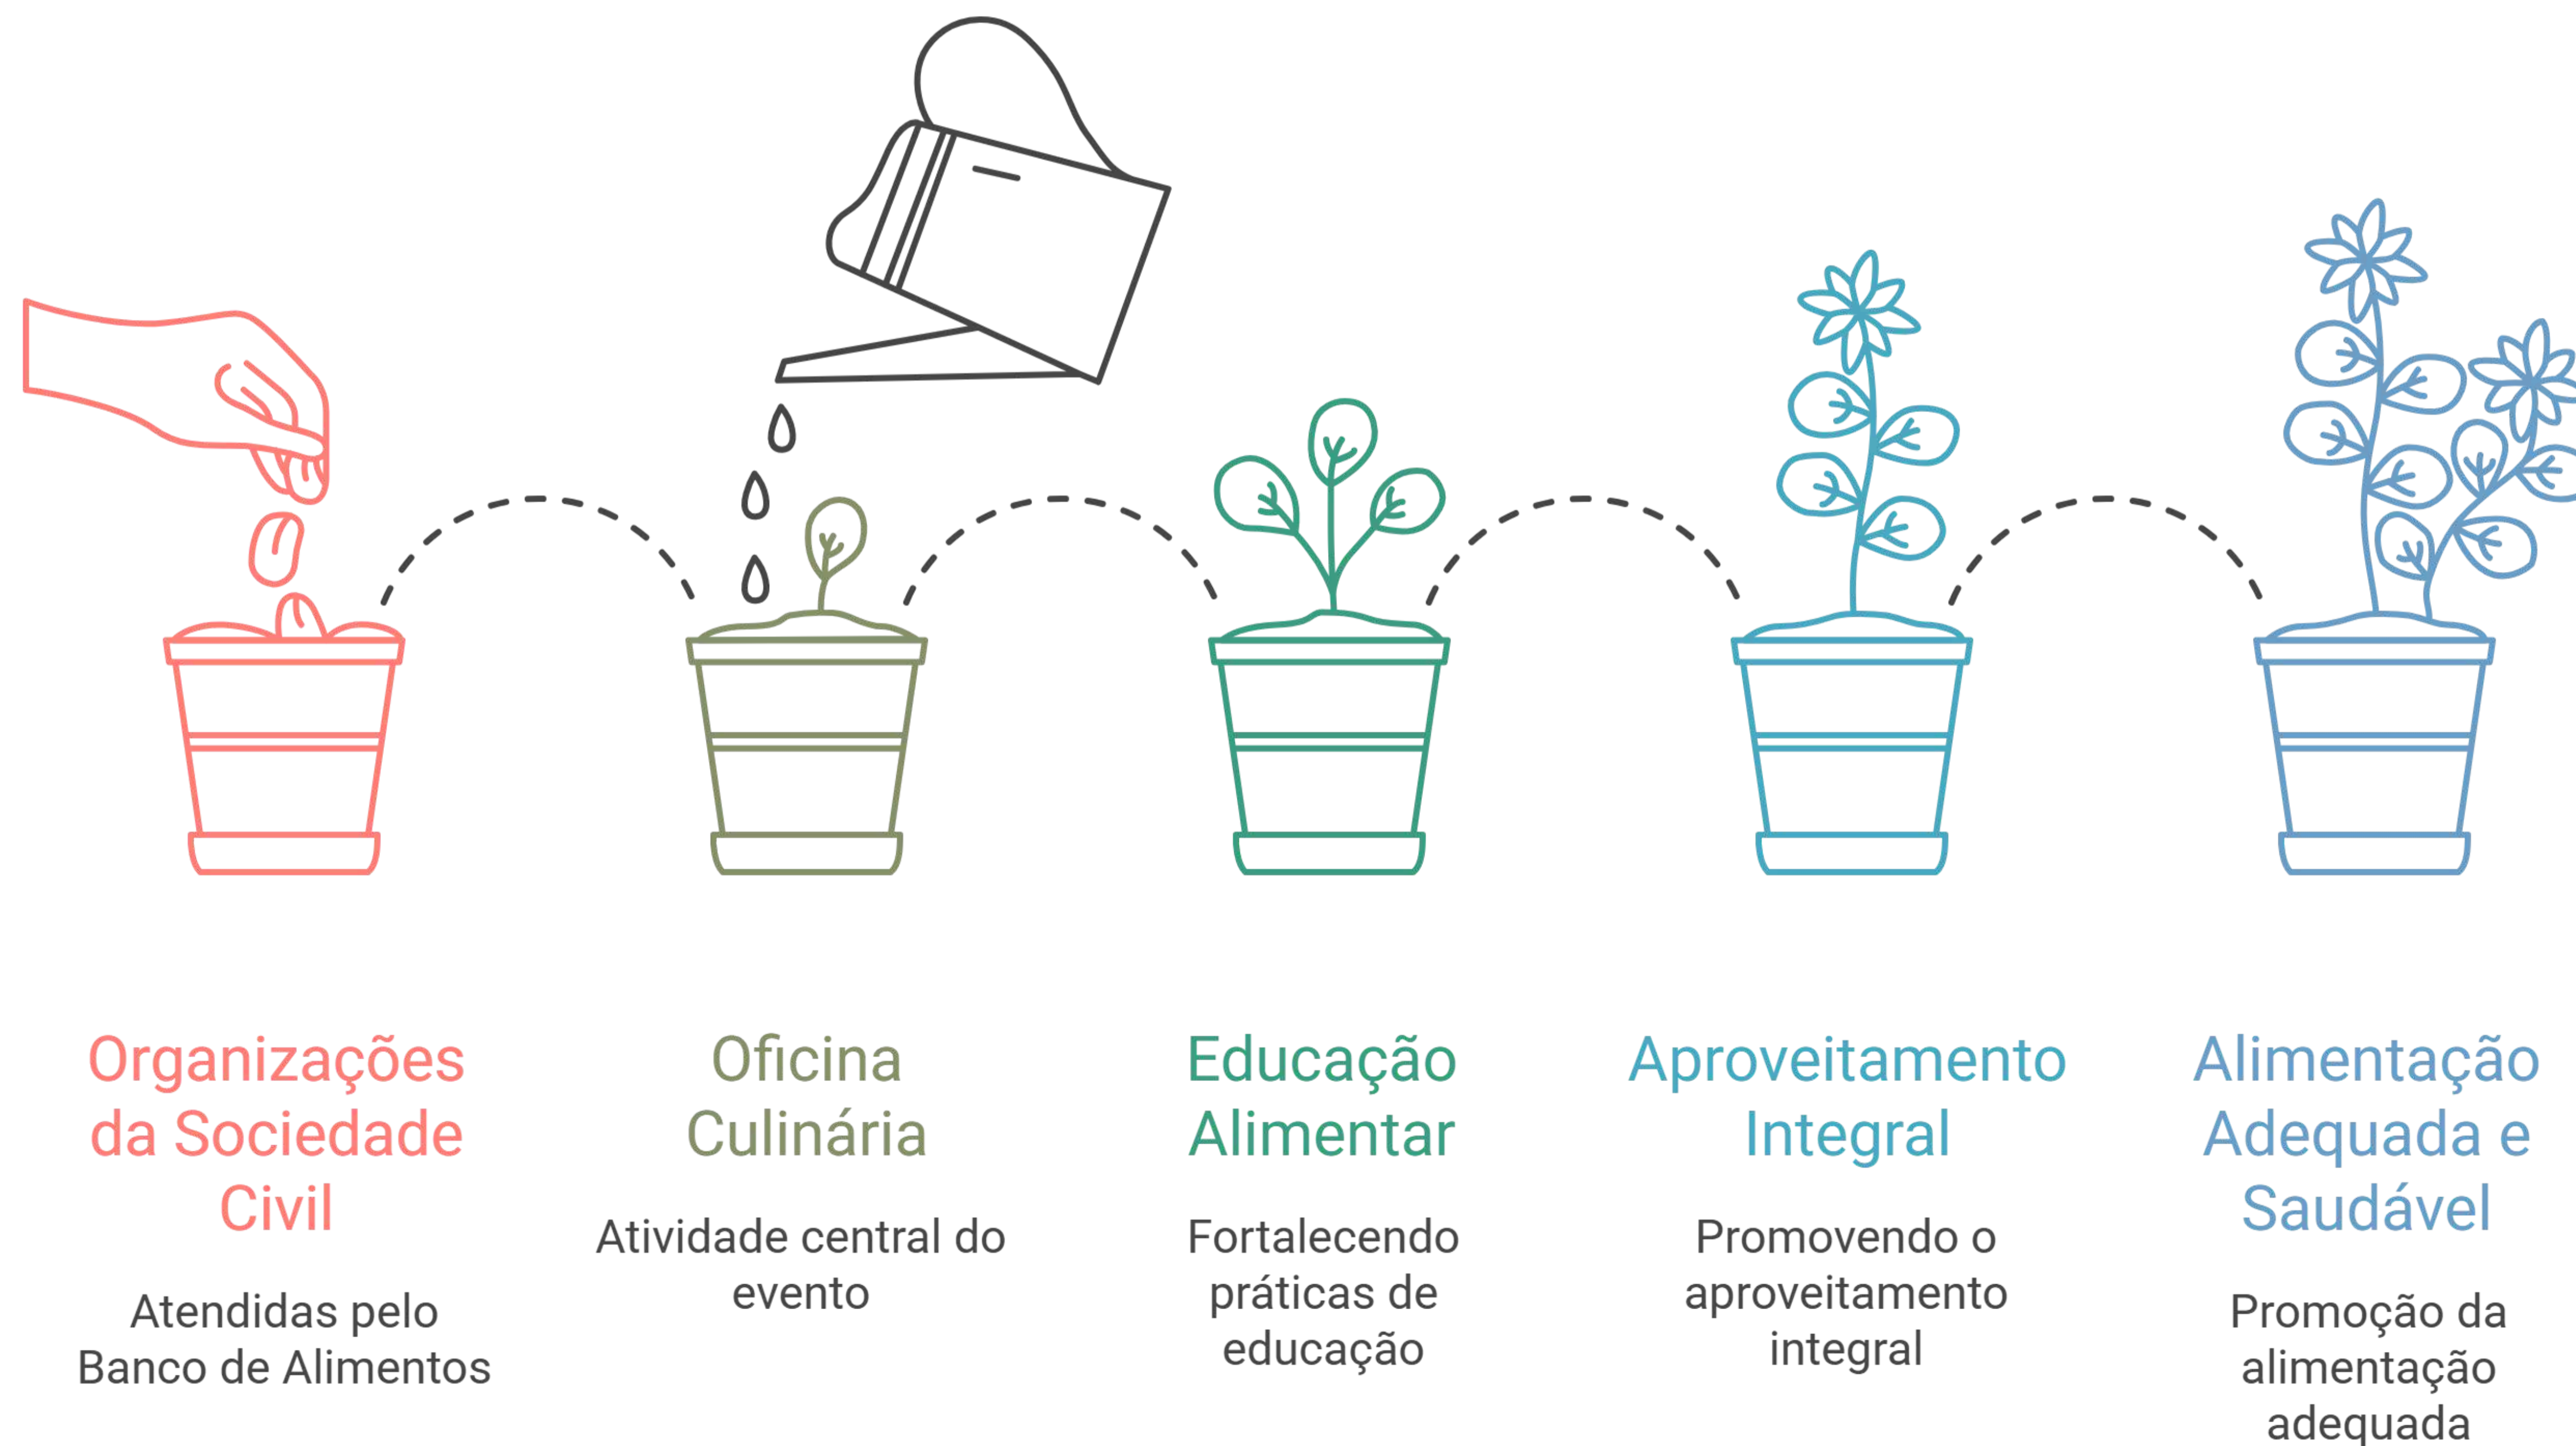 Organizações
da Sociedade
Civil
Atendidas pelo
Banco de Alimentos
Oficina
Culinária
Atividade central do
evento
Educação
Alimentar
Fortalecendo
práticas de
educação
Aproveitamento
Integral
Promovendo o
aproveitamento
integral
Alimentação
Adequada e
Saudável
Promoção da
alimentação
adequada